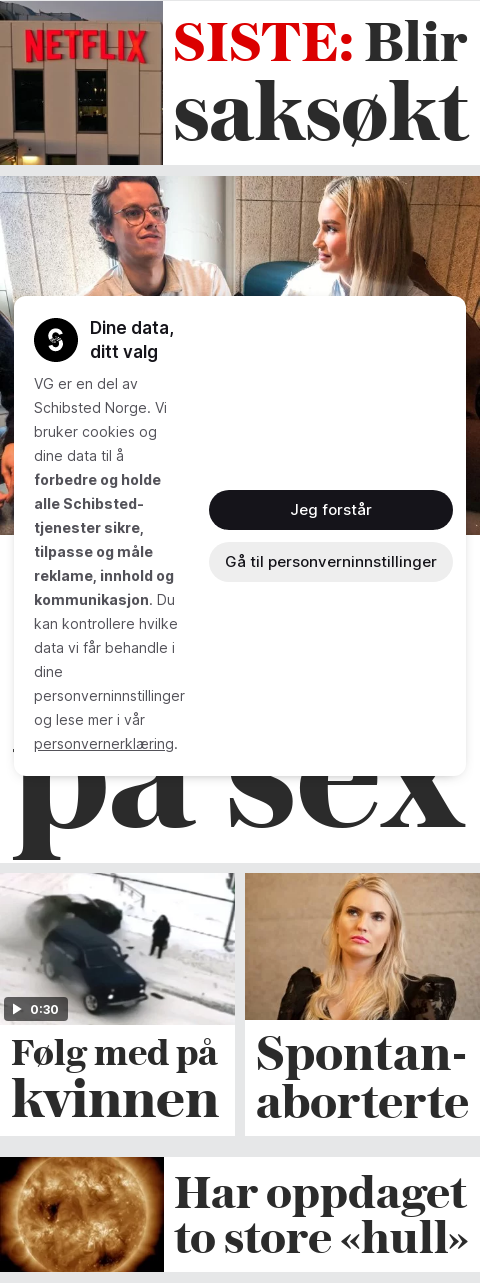 NETFLIX
SISTE: Blir
saksøkt
Dine data,
ditt valg
VG er en del av
Schibsted Norge. Vi
bruker cookies og
dine data til å
forbedre og holde
alle Schibsted-
tjenester sikre,
tilpasse og måle
reklame, innhold og
kommunikasjon. Du
kan kontrollere hvilke
data vi får behandle i
dine
personverninnstillinger
og lese mer i vår
personvernerklæring.
Jeg forstår
Gå til personverninnstillinger
på sex
0:30
Følg med på
kvinnen
Spontan-
aborterte
Har oppdaget
to store «hull»